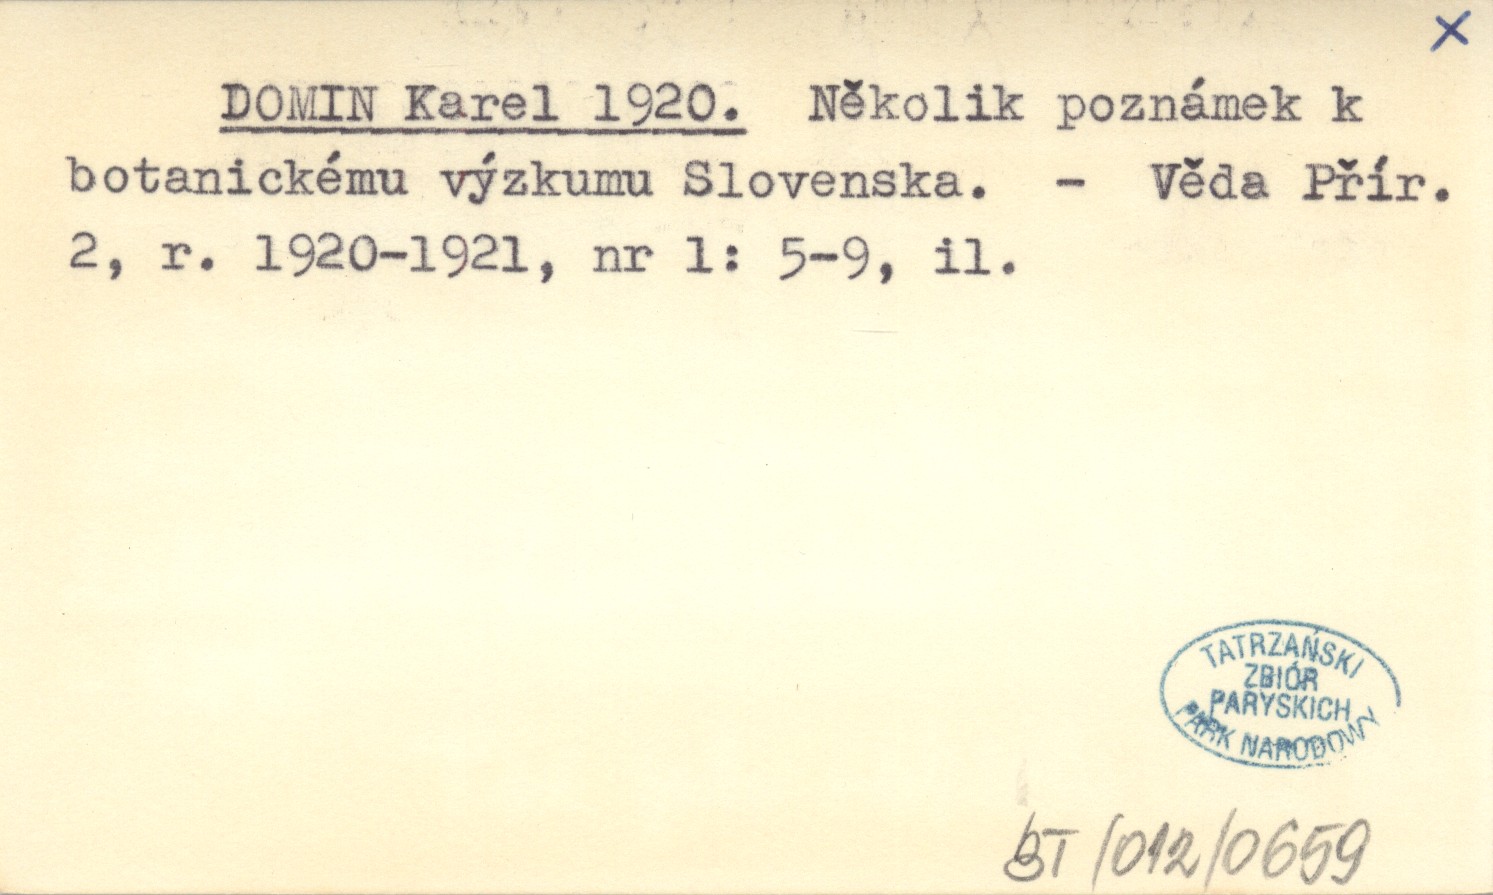 x
DOMIN Karel 1920. Několik poznámek k
botanickému výzkumu Slovenska. - Věda Přír.
2, r. 1920-1921, nr 1: 5-9, il.
TATRZAŃSKI
ZBIÓR
PARYSKICH
PARK NARODOWY
BT/012/0659